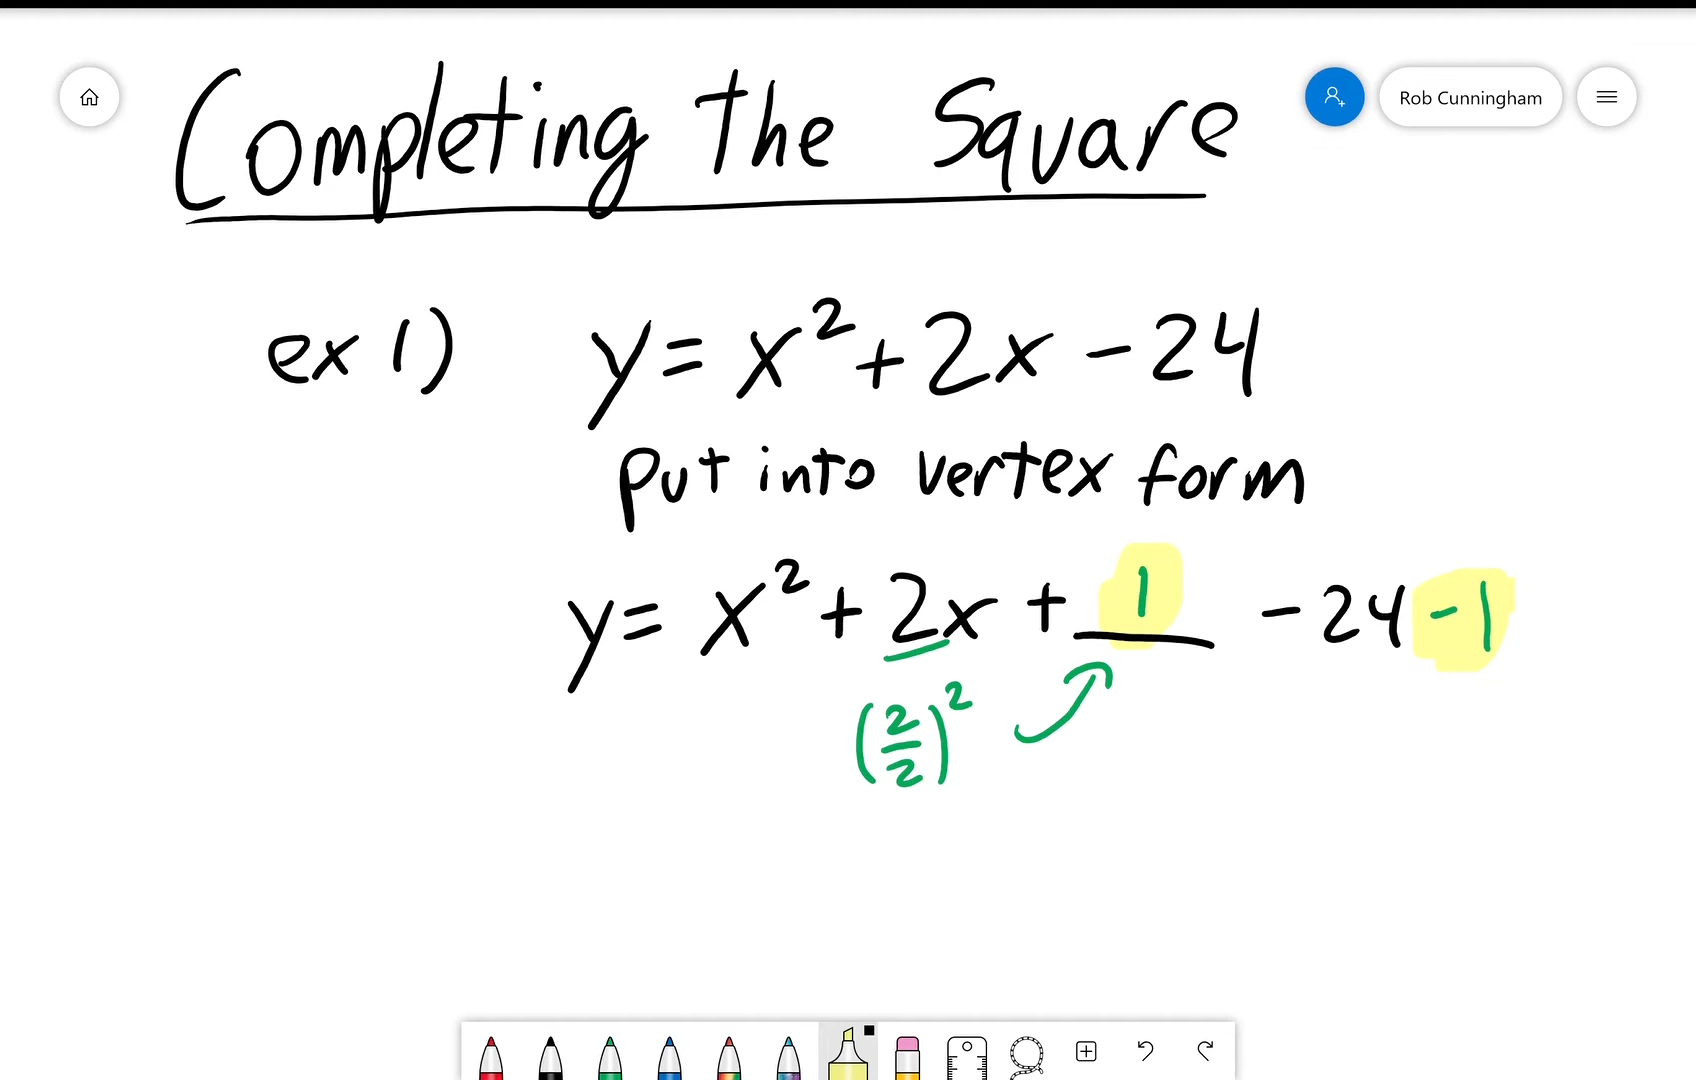 Completing The Square
Rob Cunningham
ex 1) y = x² + 2x - 24
put into vertex form
y = x² + 2x + 1 - 24 - 1
(2/2)²